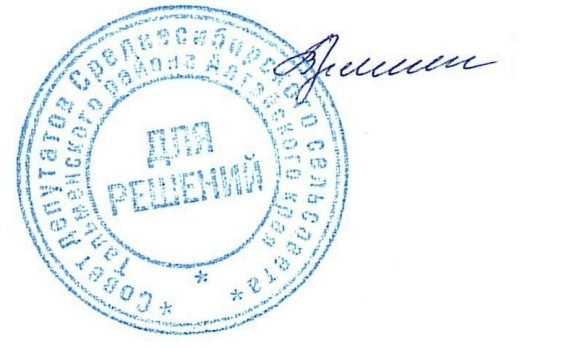 * Совет Депутатов Среднесибирского сельсовета *
Тальменского района Алтайского края *
ДЛЯ
РЕШЕНИЙ